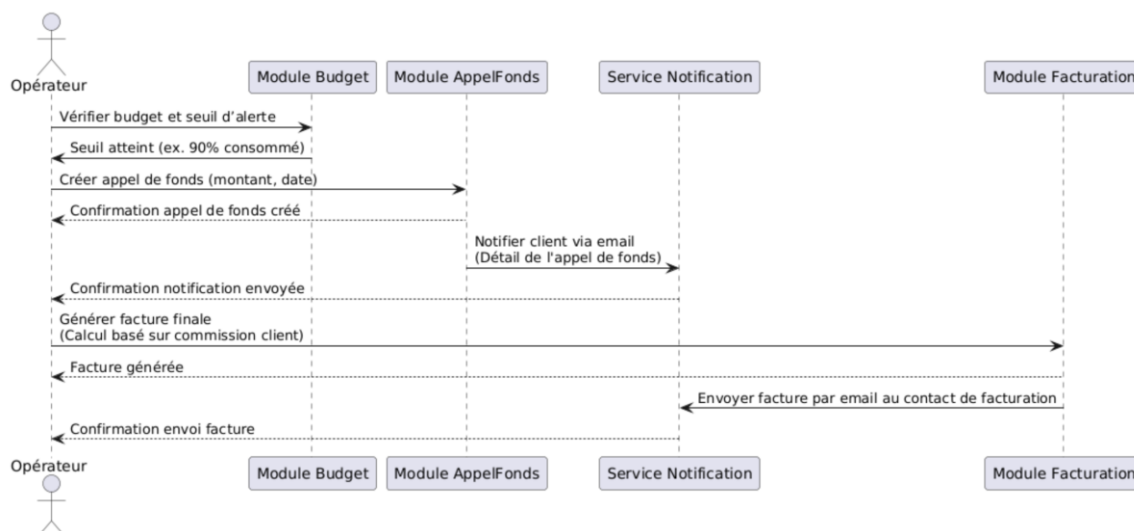 Opérateur
Module Budget
Module AppelFonds
Service Notification
Module Facturation
Vérifier budget et seuil d’alerte
Seuil atteint (ex. 90% consommé)
Créer appel de fonds (montant, date)
Confirmation appel de fonds créé
Notifier client via email
(Détail de l'appel de fonds)
Confirmation notification envoyée
Générer facture finale
(Calcul basé sur commission client)
Facture générée
Envoyer facture par email au contact de facturation
Confirmation envoi facture
Opérateur
Module Budget
Module AppelFonds
Service Notification
Module Facturation